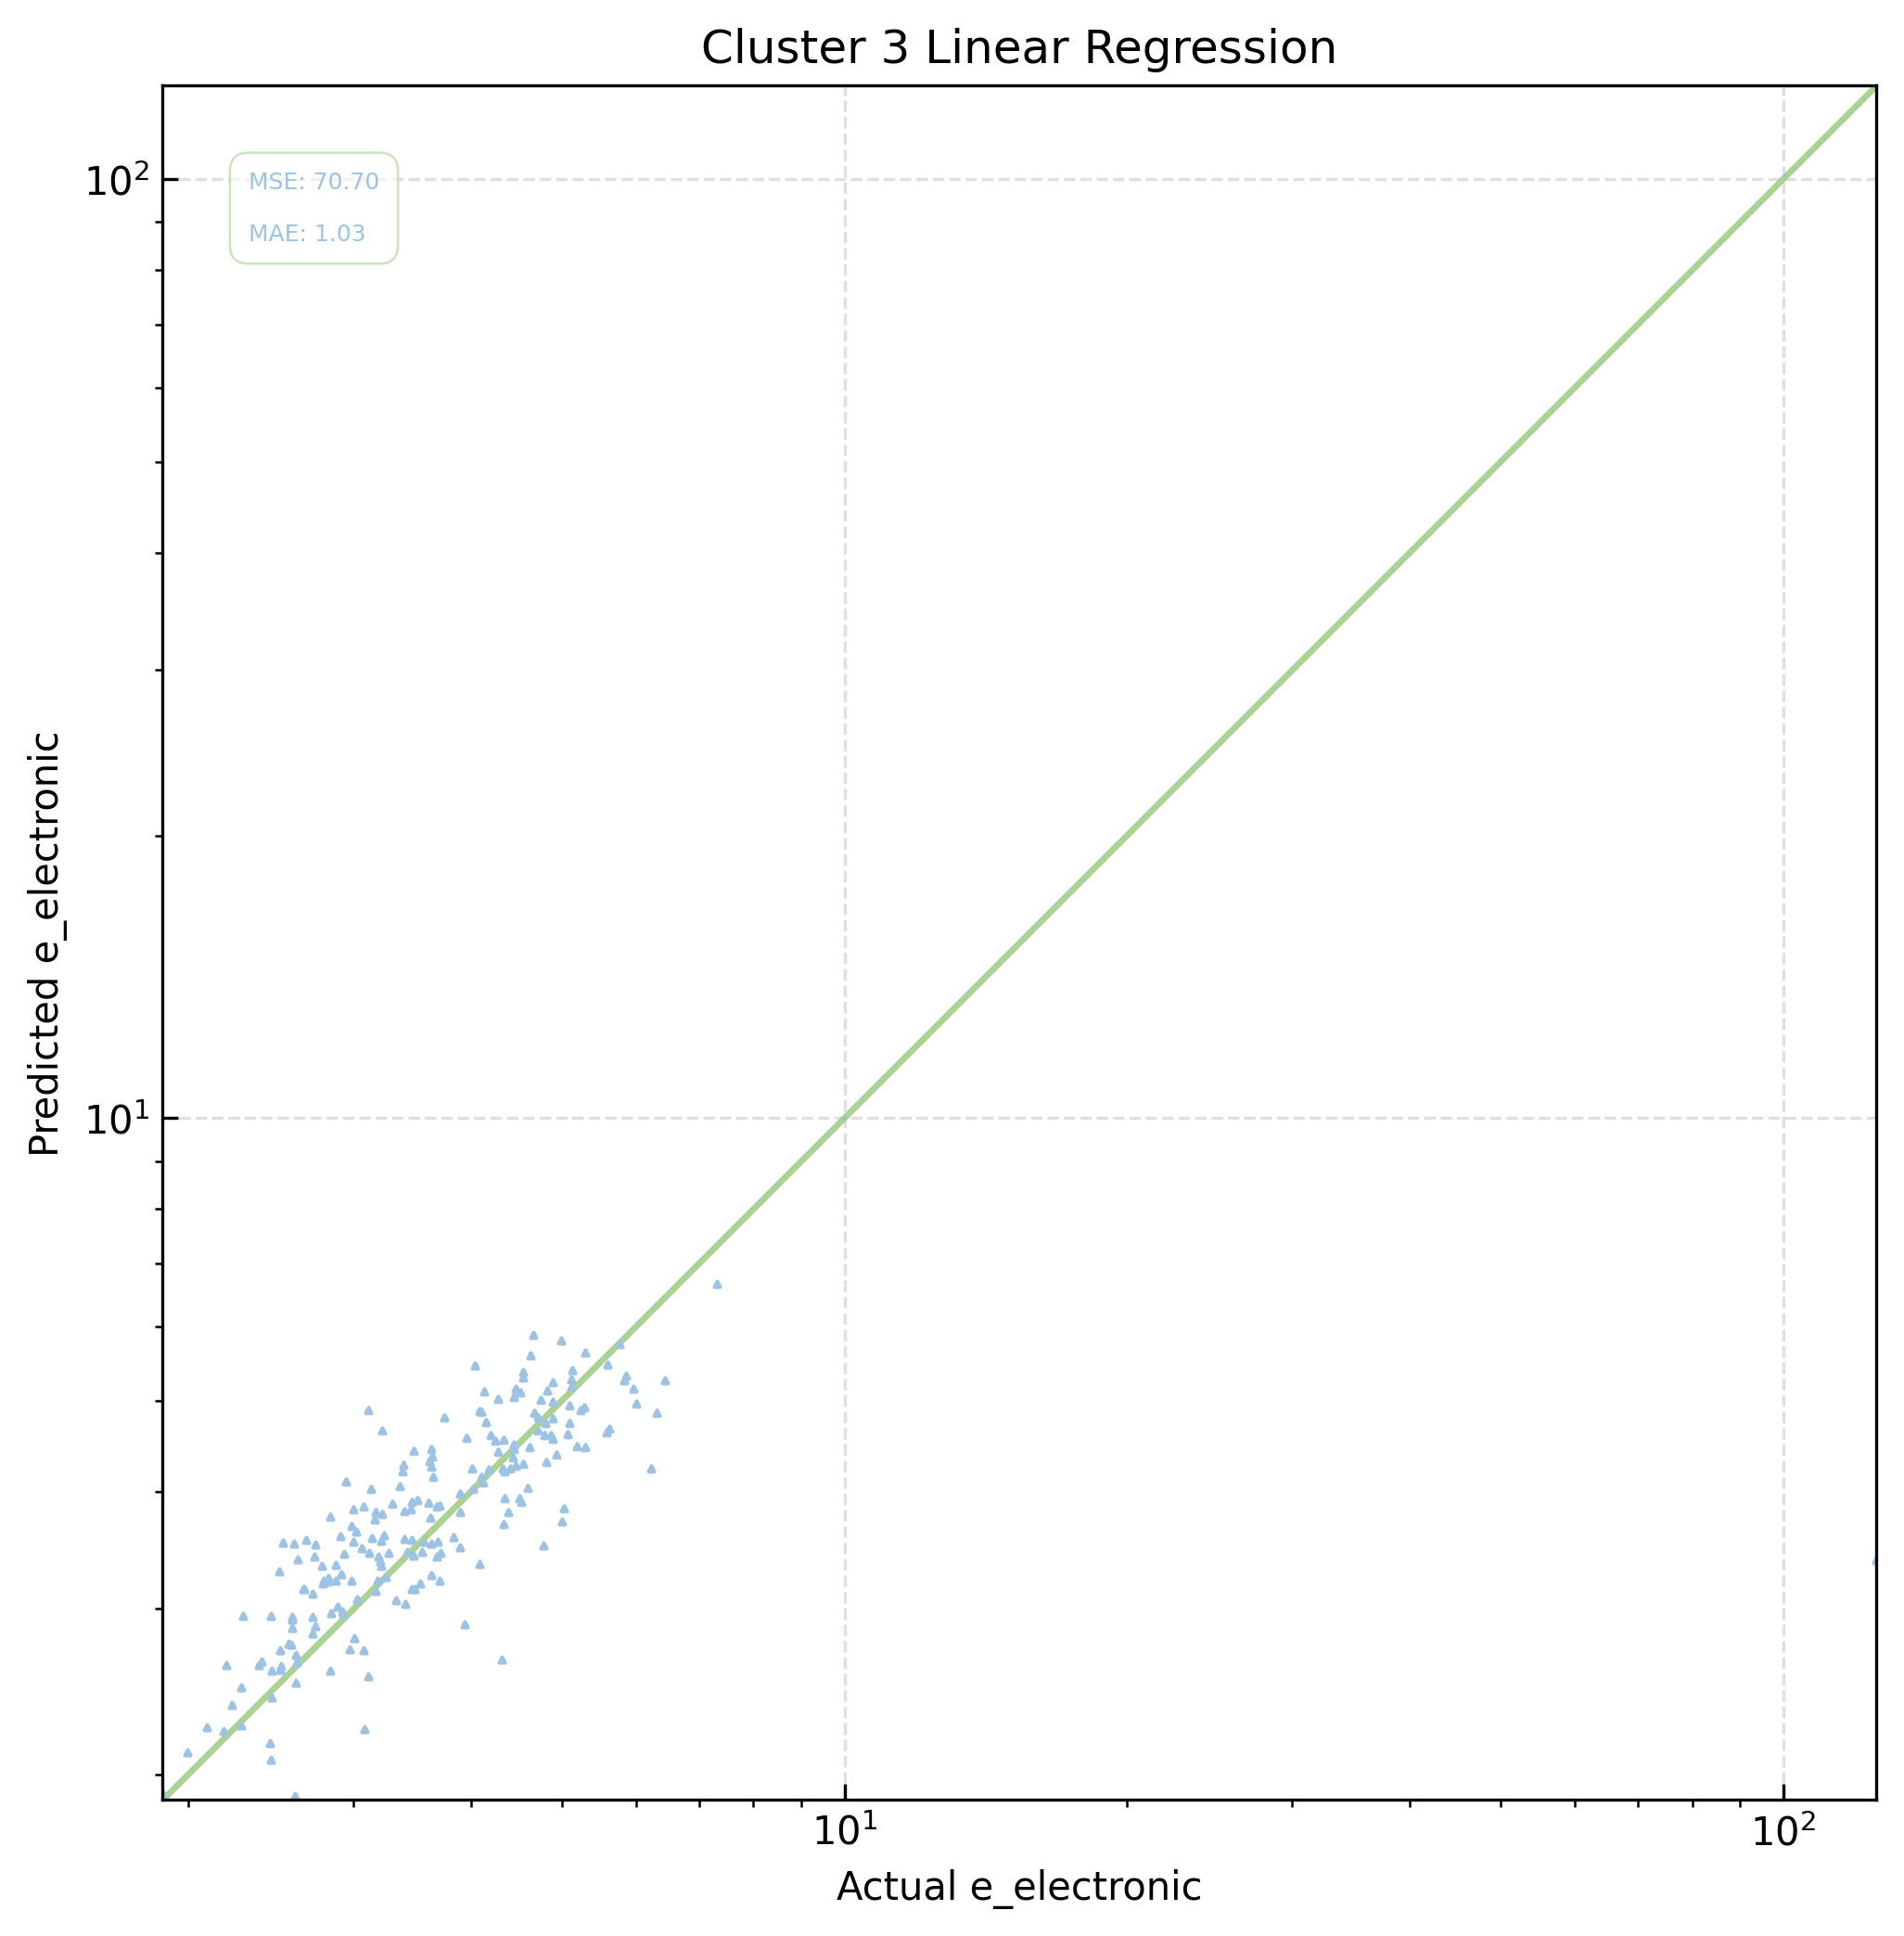 Cluster 3 Linear Regression
10²
MSE: 70.70
MAE: 1.03
Predicted e_electronic
10¹
10¹
10²
Actual e_electronic